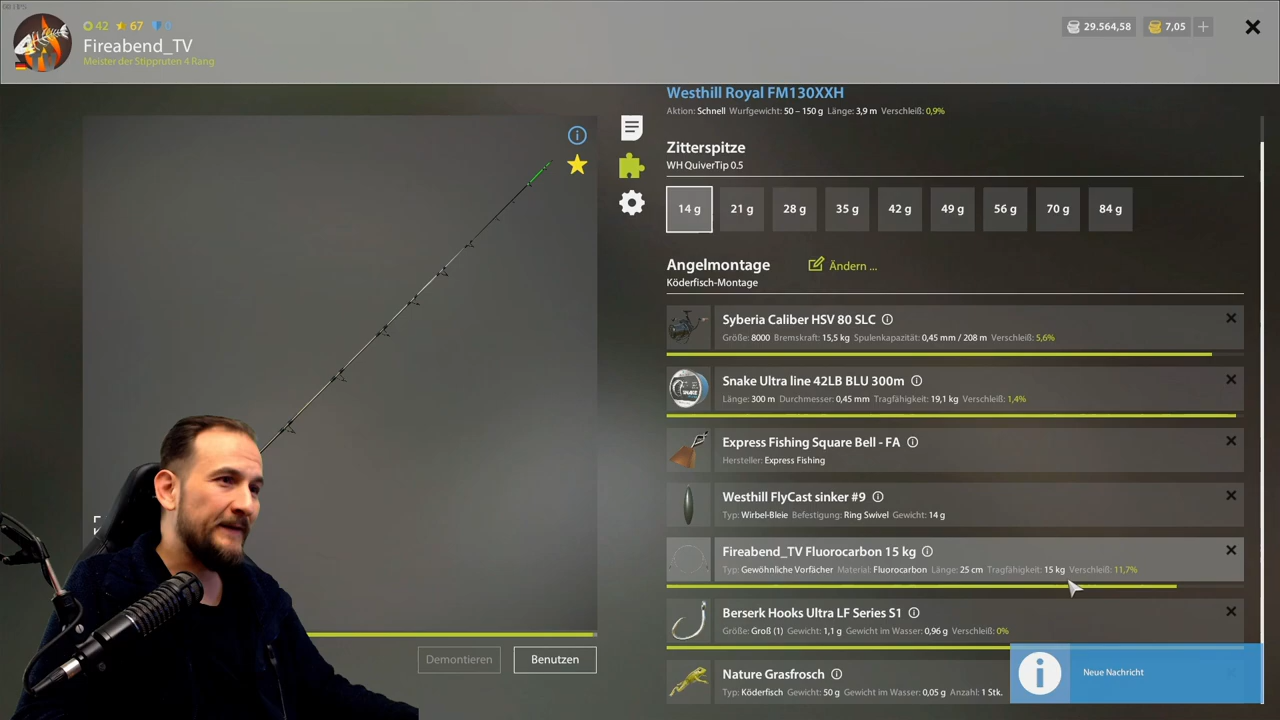 42 67 0
Fireabend_TV
Meister der Stippruten 4 Rang
29.564,58 7,05
Westhill Royal FM130XXH
Aktion: Schnell Wurfgewicht: 50 – 150 g Länge: 3,9 m Verschleiß: 0,9%
Zitterspitze
WH QuiverTip 0.5
14 g 21 g 28 g 35 g 42 g 49 g 56 g 70 g 84 g
Angelmontage Ändern ...
Köderfisch-Montage
Syberia Caliber HSV 80 SLC
Größe: 8000 Bremskraft: 15,5 kg Spulenkapazität: 0,45 mm / 208 m Verschleiß: 5,6%
Snake Ultra line 42LB BLU 300m
Länge: 300 m Durchmesser: 0,45 mm Tragfähigkeit: 19,1 kg Verschleiß: 1,4%
Express Fishing Square Bell - FA
Hersteller: Express Fishing
Westhill FlyCast sinker #9
Typ: Wirbel-Bleie Befestigung: Ring Swivel Gewicht: 14 g
Fireabend_TV Fluorocarbon 15 kg
Typ: Gewöhnliche Vorfächer Material: Fluorocarbon Länge: 25 cm Tragfähigkeit: 15 kg Verschleiß: 11,7%
Berserk Hooks Ultra LF Series S1
Größe: Groß (1) Gewicht: 1,1 g Gewicht im Wasser: 0,96 g Verschleiß: 0%
Nature Grasfrosch
Typ: Köderfisch Gewicht: 50 g Gewicht im Wasser: 0,05 g Anzahl: 1 Stk.
Neue Nachricht
Demontieren Benutzen